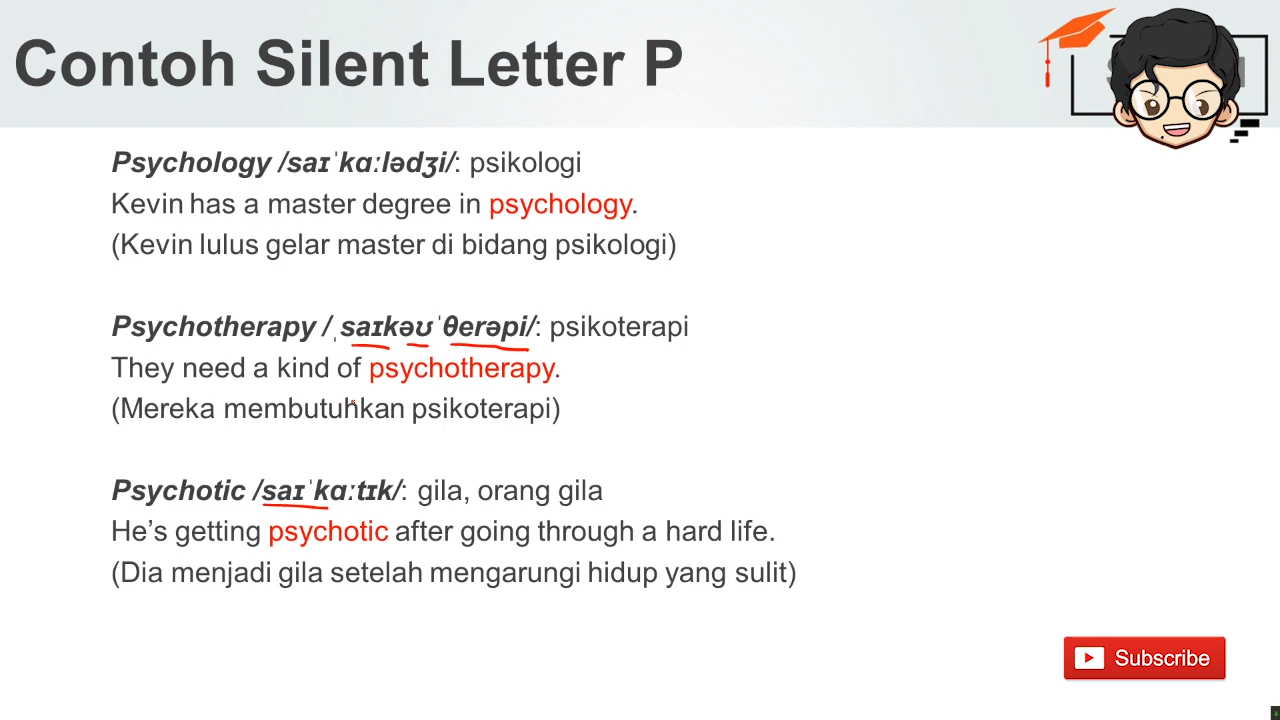 Contoh Silent Letter P
Psychology /saɪˈkɑːlədʒi/: psikologi
Kevin has a master degree in psychology.
(Kevin lulus gelar master di bidang psikologi)
Psychotherapy /ˌsaɪkəʊˈθerəpi/: psikoterapi
They need a kind of psychotherapy.
(Mereka membutuhkan psikoterapi)
Psychotic /saɪˈkɑːtɪk/: gila, orang gila
He’s getting psychotic after going through a hard life.
(Dia menjadi gila setelah mengarungi hidup yang sulit)
Subscribe